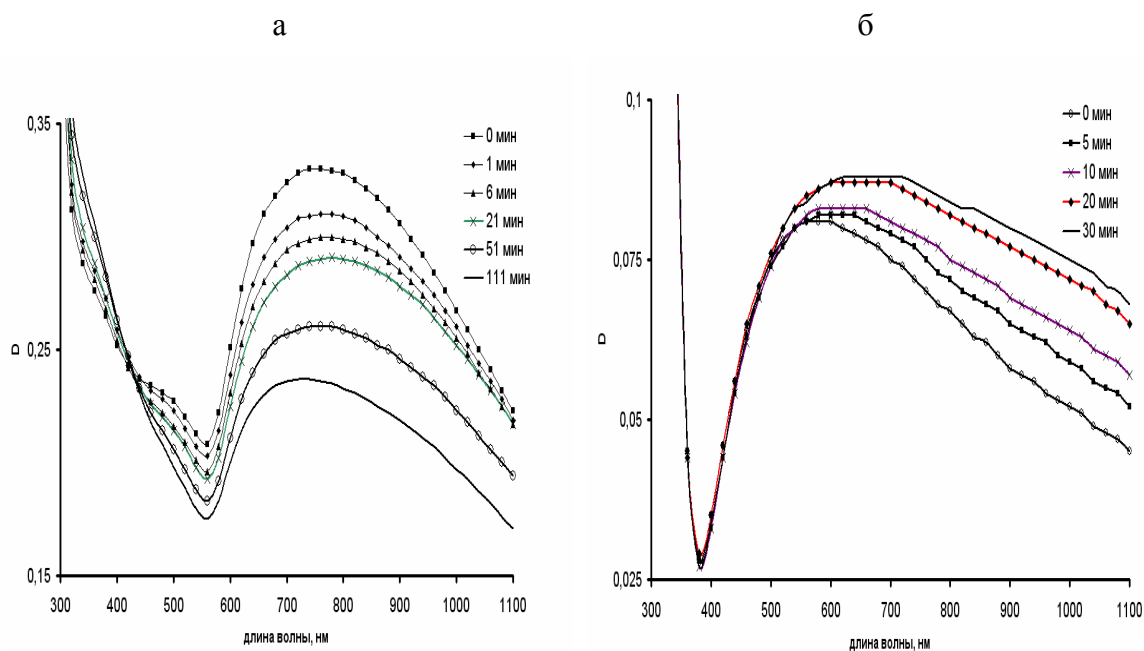 а
0,35
0,25
0,15
300 400 500 600 700 800 900 1000 1100
длина волны, нм
0 мин
1 мин
6 мин
21 мин
51 мин
111 мин
б
0,1
0,075
0,05
0,025
300 400 500 600 700 800 900 1000 1100
длина волны, нм
0 мин
5 мин
10 мин
20 мин
30 мин